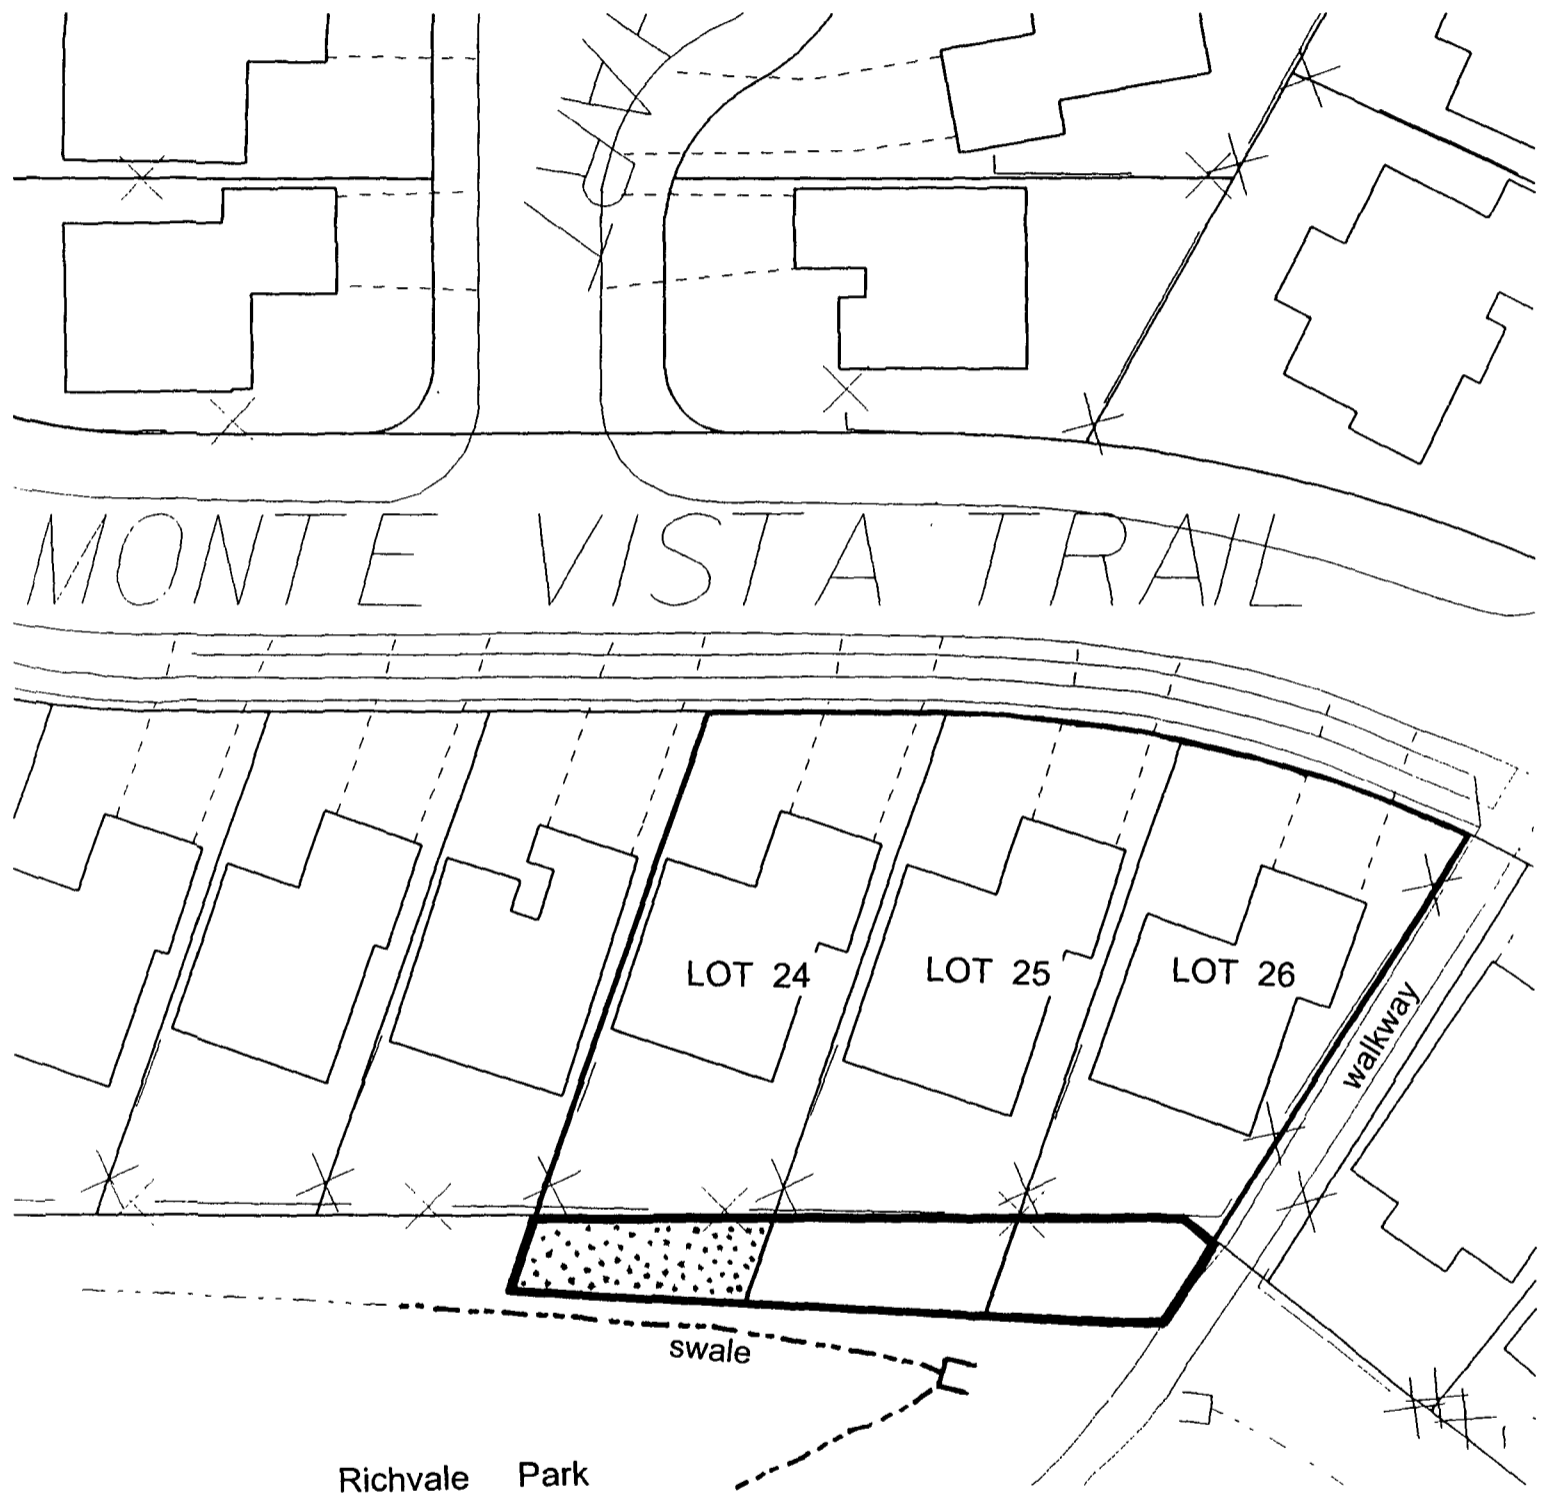 MONTE VISTA TRAIL
LOT 24
LOT 25
LOT 26
walkway
swale
Richvale Park